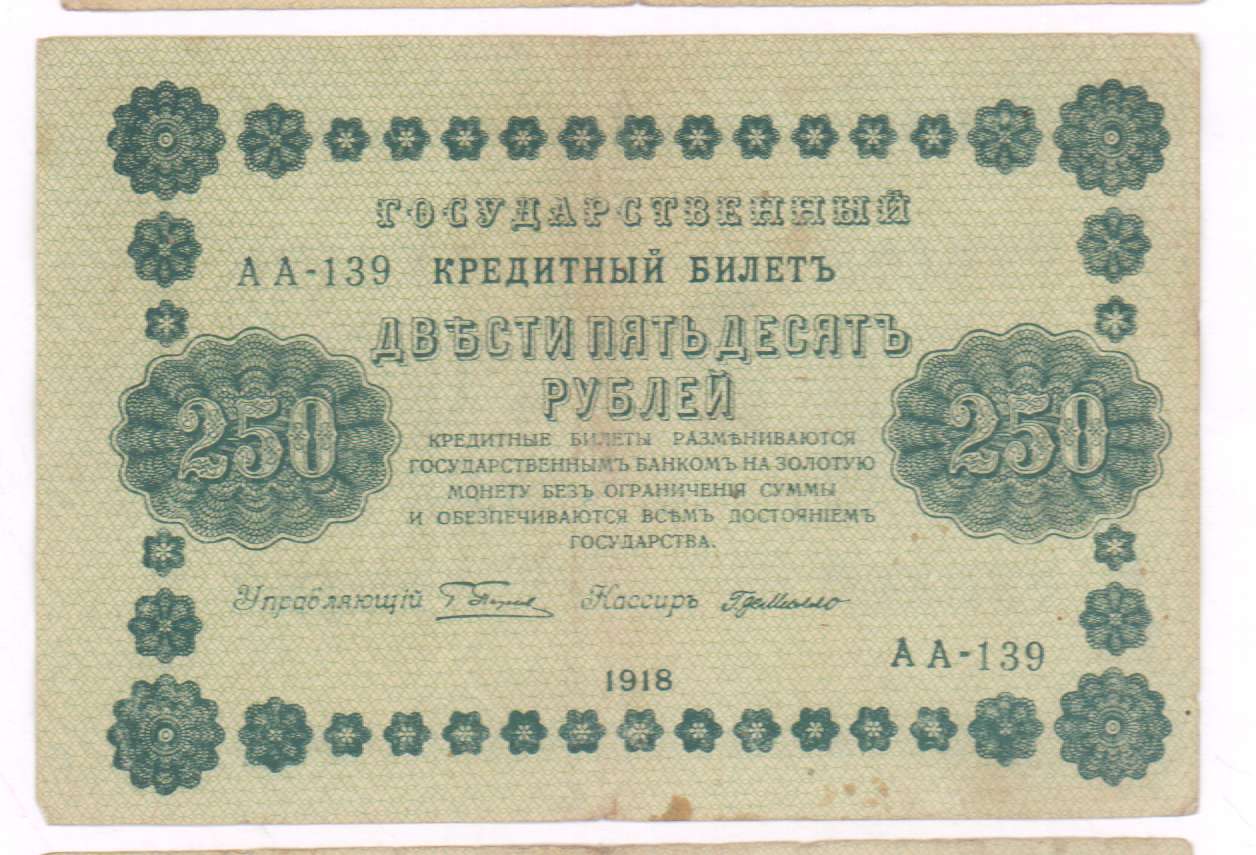 ГОСУДАРСТВЕННЫЙ
АА-139 КРЕДИТНЫЙ БИЛЕТЪ
ДВѢСТИ ПЯТЬДЕСЯТЪ
РУБЛЕЙ
250 250
КРЕДИТНЫЕ БИЛЕТЫ РАЗМѢНИВАЮТСЯ
ГОСУДАРСТВЕННЫМЪ БАНКОМЪ НА ЗОЛОТУЮ
МОНЕТУ БЕЗЪ ОГРАНИЧЕНІЯ СУММЫ
И ОБЕЗПЕЧИВАЮТСЯ ВСѢМЪ ДОСТОЯНІЕМЪ
ГОСУДАРСТВА.
Управляющій Кассиръ
АА-139
1918